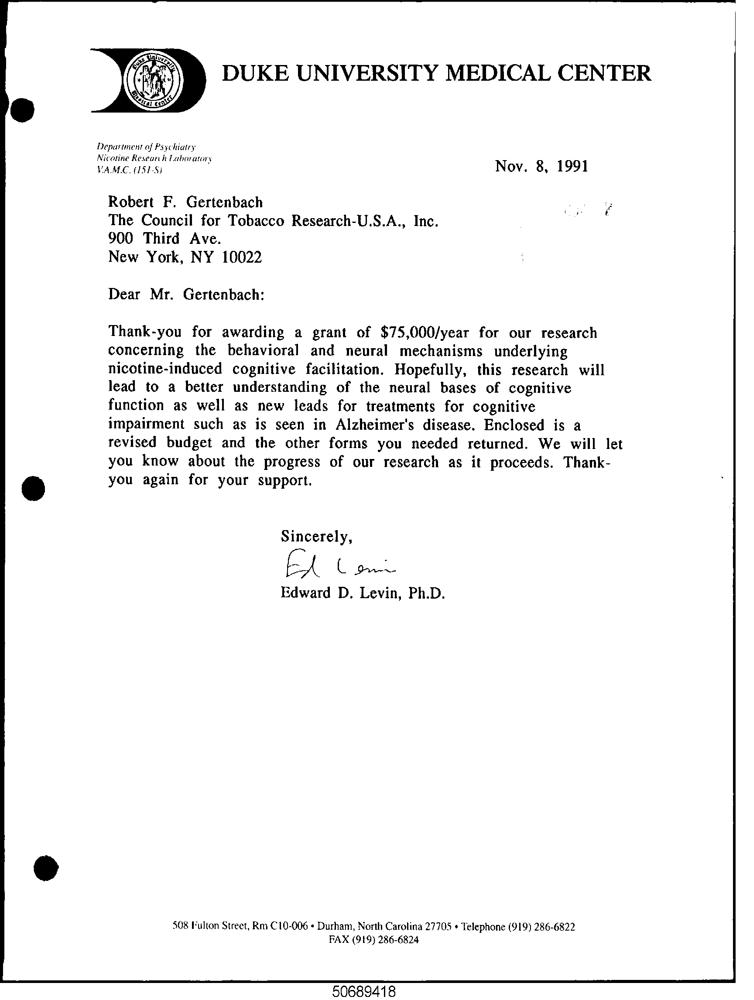 Duke University
Medical Center
DUKE UNIVERSITY MEDICAL CENTER
Department of Psychiatry
Nicotine Research Laboratory
V.A.M.C. (151-S)
Nov. 8, 1991
Robert F. Gertenbach
The Council for Tobacco Research-U.S.A., Inc.
900 Third Ave.
New York, NY 10022
Dear Mr. Gertenbach:
Thank-you for awarding a grant of $75,000/year for our research
concerning the behavioral and neural mechanisms underlying
nicotine-induced cognitive facilitation. Hopefully, this research will
lead to a better understanding of the neural bases of cognitive
function as well as new leads for treatments for cognitive
impairment such as is seen in Alzheimer's disease. Enclosed is a
revised budget and the other forms you needed returned. We will let
you know about the progress of our research as it proceeds. Thank-
you again for your support.
Sincerely,
Ed Levin
Edward D. Levin, Ph.D.
508 Fulton Street, Rm C10-006 • Durham, North Carolina 27705 • Telephone (919) 286-6822
FAX (919) 286-6824
50689418